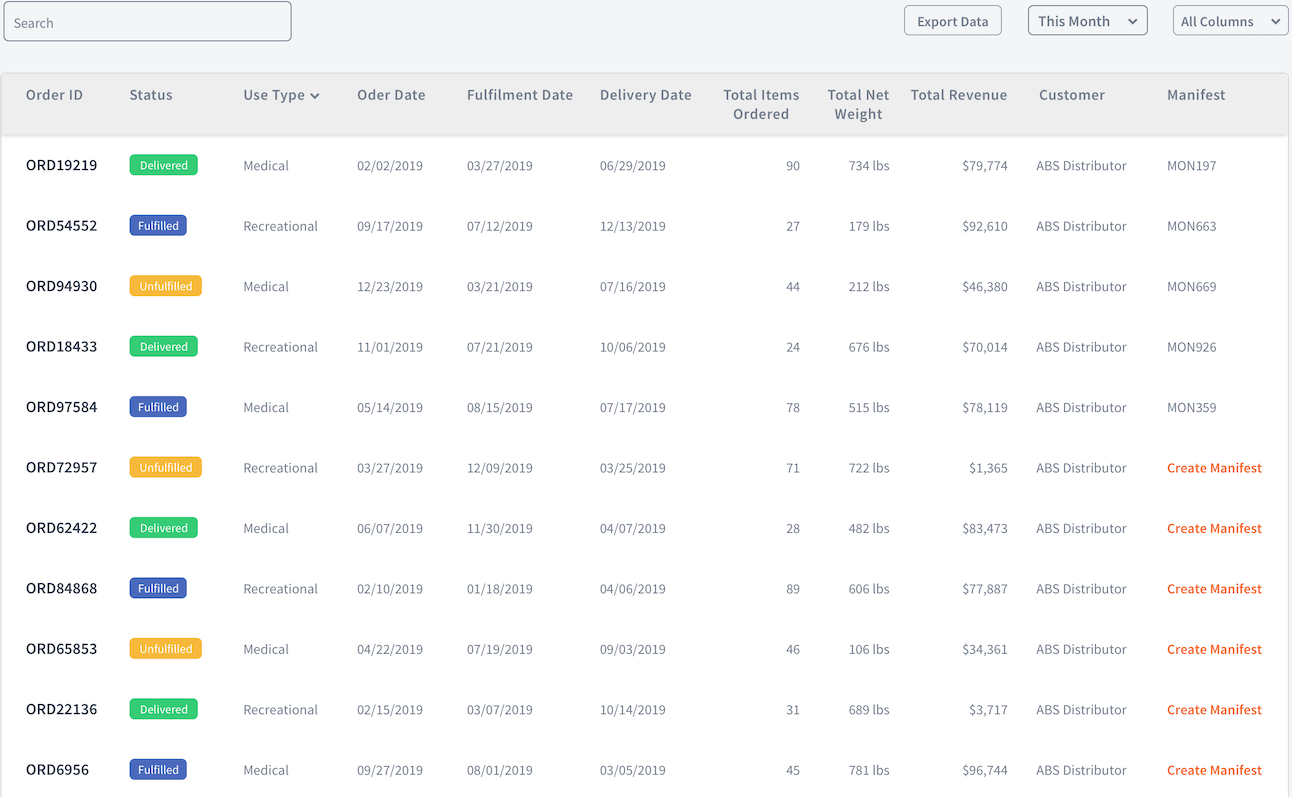 Search
Export Data
This Month
All Columns
Order ID Status Use Type Oder Date Fulfilment Date Delivery Date Total Items Ordered Total Net Weight Total Revenue Customer Manifest
ORD19219 Delivered Medical 02/02/2019 03/27/2019 06/29/2019 90 734 lbs $79,774 ABS Distributor MON197
ORD54552 Fulfilled Recreational 09/17/2019 07/12/2019 12/13/2019 27 179 lbs $92,610 ABS Distributor MON663
ORD94930 Unfulfilled Medical 12/23/2019 03/21/2019 07/16/2019 44 212 lbs $46,380 ABS Distributor MON669
ORD18433 Delivered Recreational 11/01/2019 07/21/2019 10/06/2019 24 676 lbs $70,014 ABS Distributor MON926
ORD97584 Fulfilled Medical 05/14/2019 08/15/2019 07/17/2019 78 515 lbs $78,119 ABS Distributor MON359
ORD72957 Unfulfilled Recreational 03/27/2019 12/09/2019 03/25/2019 71 722 lbs $1,365 ABS Distributor Create Manifest
ORD62422 Delivered Medical 06/07/2019 11/30/2019 04/07/2019 28 482 lbs $83,473 ABS Distributor Create Manifest
ORD84868 Fulfilled Recreational 02/10/2019 01/18/2019 04/06/2019 89 606 lbs $77,887 ABS Distributor Create Manifest
ORD65853 Unfulfilled Medical 04/22/2019 07/19/2019 09/03/2019 46 106 lbs $34,361 ABS Distributor Create Manifest
ORD22136 Delivered Recreational 02/15/2019 03/07/2019 10/14/2019 31 689 lbs $3,717 ABS Distributor Create Manifest
ORD6956 Fulfilled Medical 09/27/2019 08/01/2019 03/05/2019 45 781 lbs $96,744 ABS Distributor Create Manifest